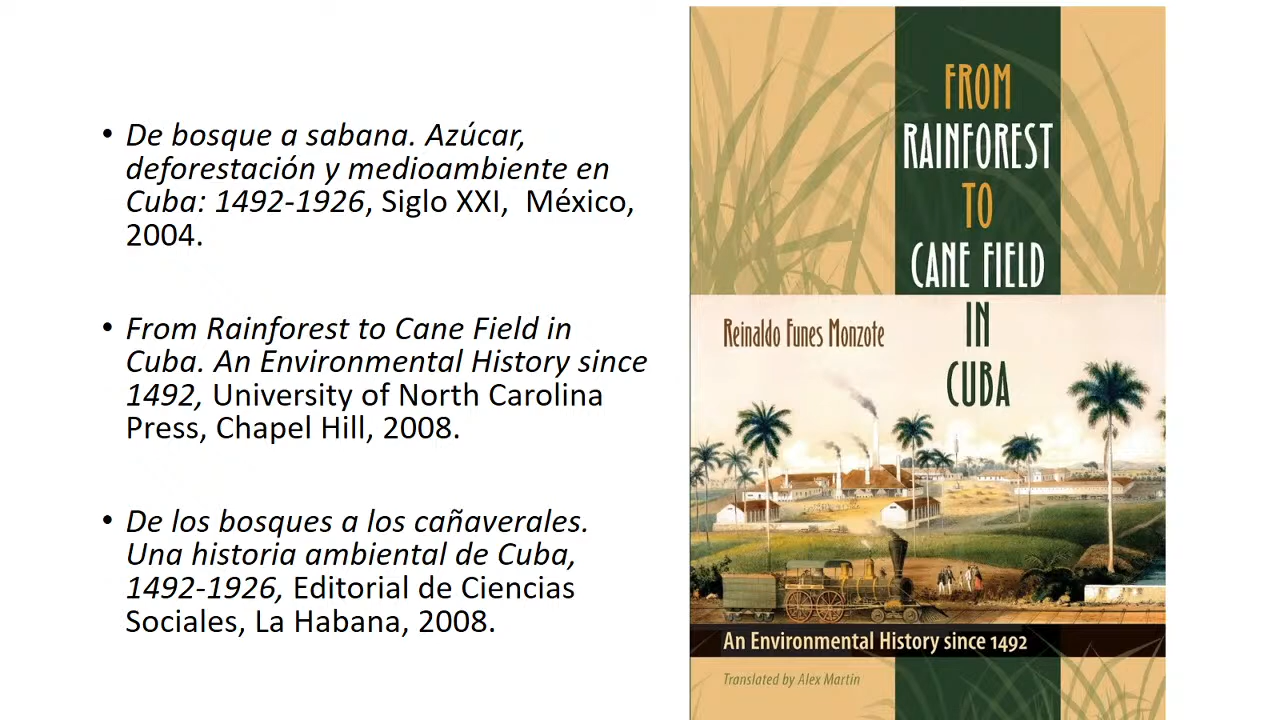 • De bosque a sabana. Azúcar,
deforestación y medioambiente en
Cuba: 1492-1926, Siglo XXI,  México,
2004.
• From Rainforest to Cane Field in
Cuba. An Environmental History since
1492, University of North Carolina
Press, Chapel Hill, 2008.
• De los bosques a los cañaverales.
Una historia ambiental de Cuba,
1492-1926, Editorial de Ciencias
Sociales, La Habana, 2008.
FROM
RAINFOREST
TO
CANE FIELD
IN
CUBA
Reinaldo Funes Monzote
An Environmental History since 1492
Translated by Alex Martin